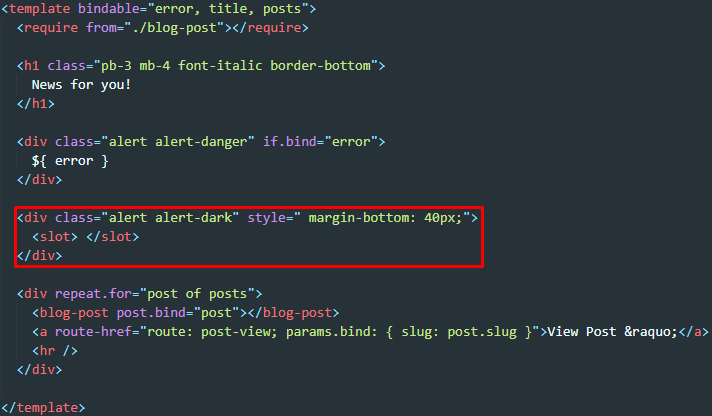 <template bindable="error, title, posts">
<require from="./blog-post"></require>
<h1 class="pb-3 mb-4 font-italic border-bottom">
News for you!
</h1>
<div class="alert alert-danger" if.bind="error">
${ error }
</div>
<div class="alert alert-dark" style=" margin-bottom: 40px;">
<slot> </slot>
</div>
<div repeat.for="post of posts">
<blog-post post.bind="post"></blog-post>
<a route-href="route: post-view; params.bind: { slug: post.slug }">View Post &raquo;</a>
<hr />
</div>
</template>